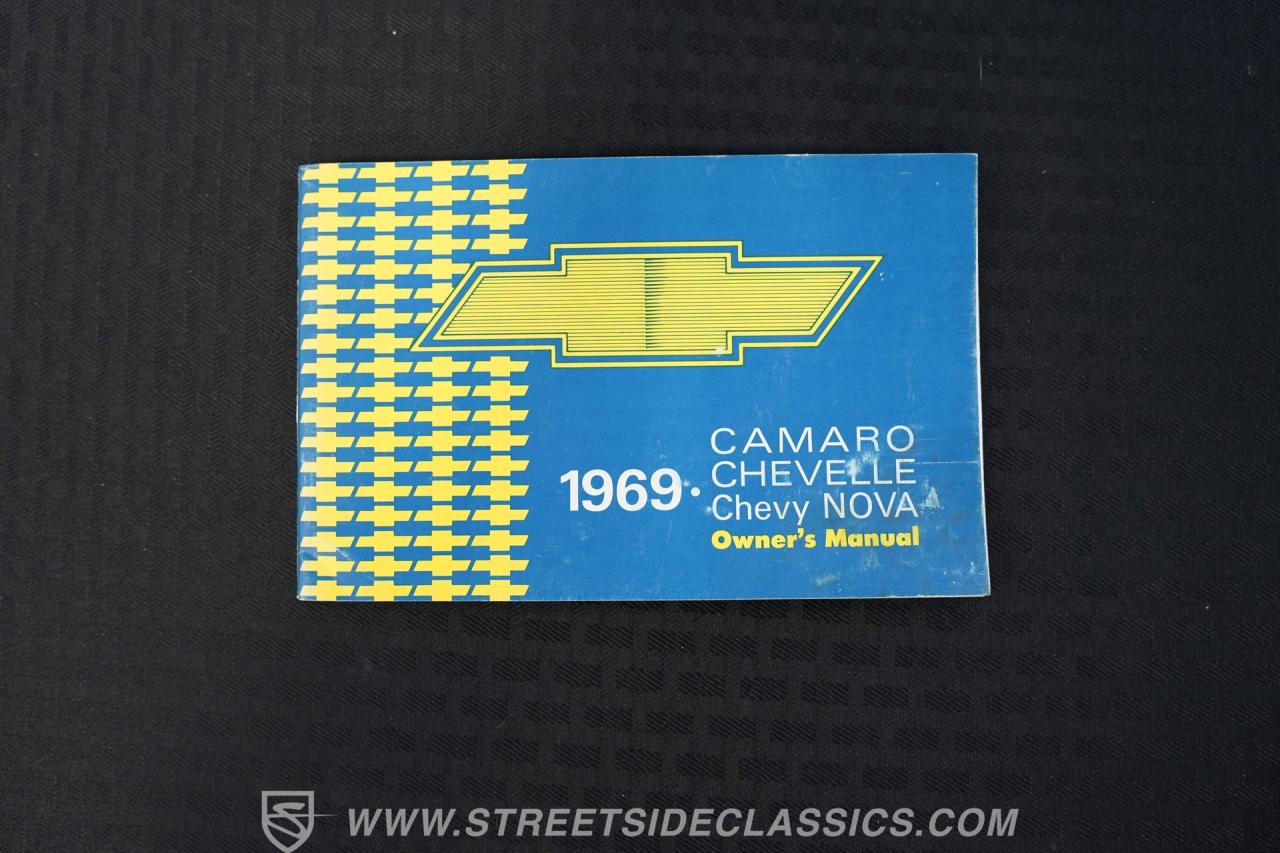 1969 • CAMARO
CHEVELLE
Chevy NOVA
Owner's Manual
WWW.STREETSIDECLASSICS.COM